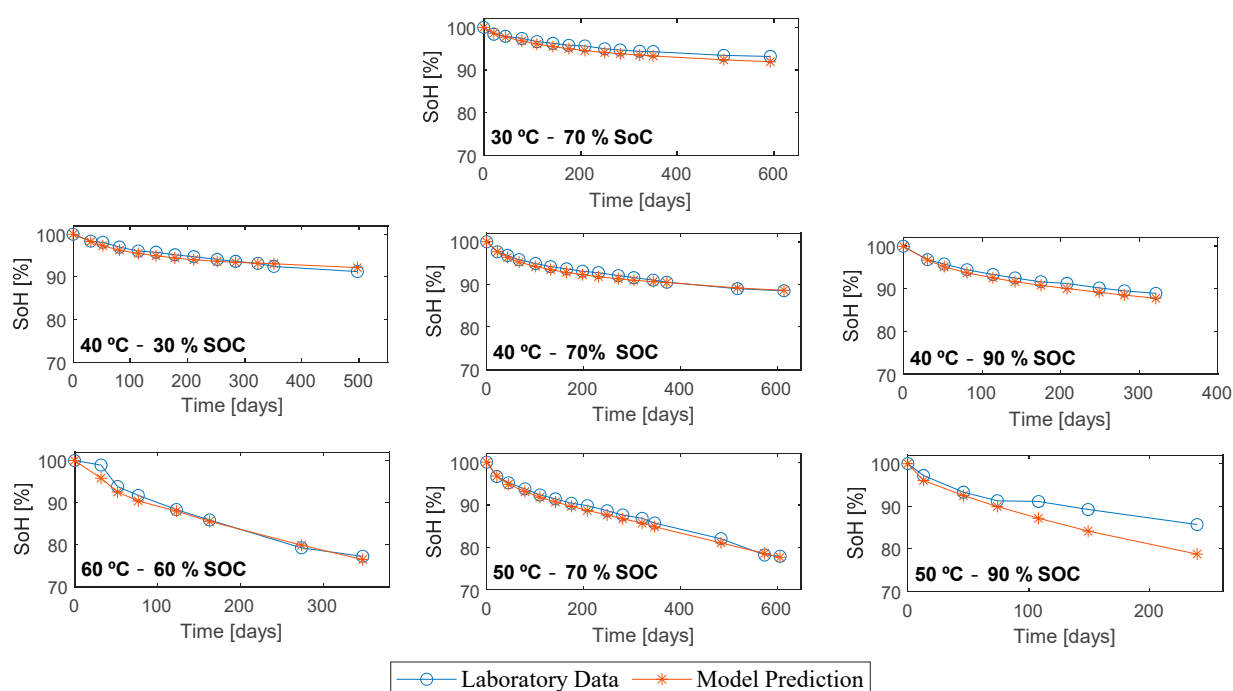 SoH [%]
100
90
80
70
30 ºC - 70 % SoC
0 200 400 600
Time [days]
SoH [%]
100
90
80
70
40 ºC - 30 % SOC
0 100 200 300 400 500
Time [days]
SoH [%]
100
90
80
70
40 ºC - 70% SOC
0 200 400 600
Time [days]
SoH [%]
100
90
80
70
40 ºC - 90 % SOC
0 100 200 300 400
Time [days]
SoH [%]
100
90
80
70
60 ºC - 60 % SOC
0 100 200 300
Time [days]
SoH [%]
100
90
80
70
50 ºC - 70 % SOC
0 200 400 600
Time [days]
SoH [%]
100
90
80
70
50 ºC - 90 % SOC
0 100 200
Time [days]
Laboratory Data Model Prediction